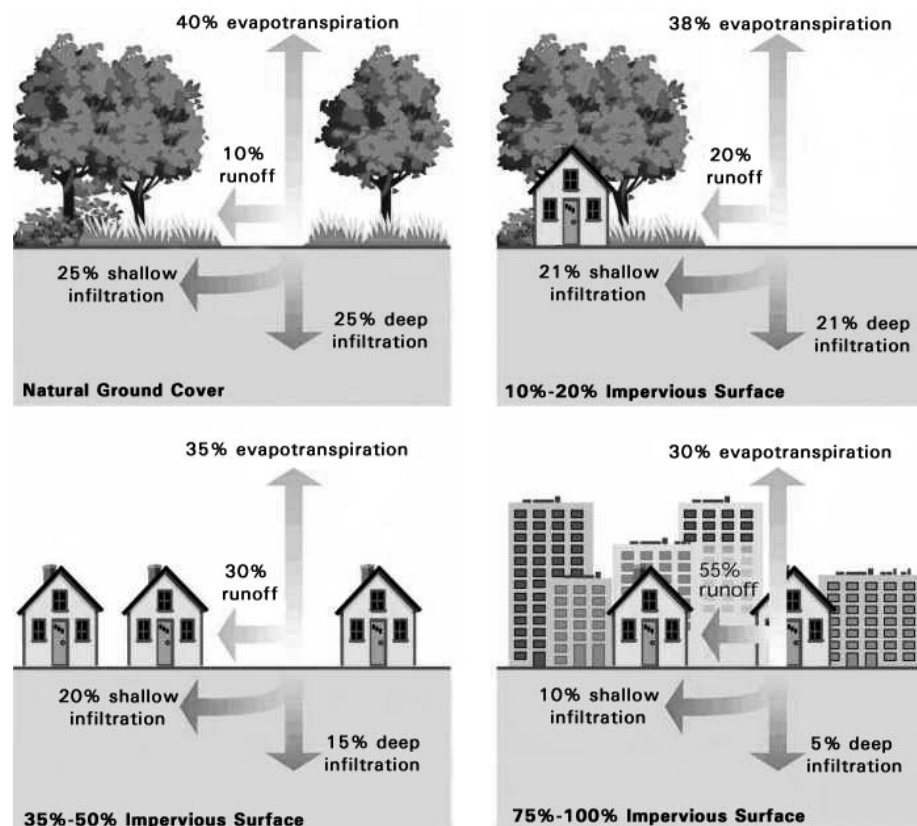 40% evapotranspiration
10%
runoff
25% shallow
infiltration
25% deep
infiltration
Natural Ground Cover
38% evapotranspiration
20%
runoff
21% shallow
infiltration
21% deep
infiltration
10%-20% Impervious Surface
35% evapotranspiration
30%
runoff
20% shallow
infiltration
15% deep
infiltration
35%-50% Impervious Surface
30% evapotranspiration
55%
runoff
10% shallow
infiltration
5% deep
infiltration
75%-100% Impervious Surface